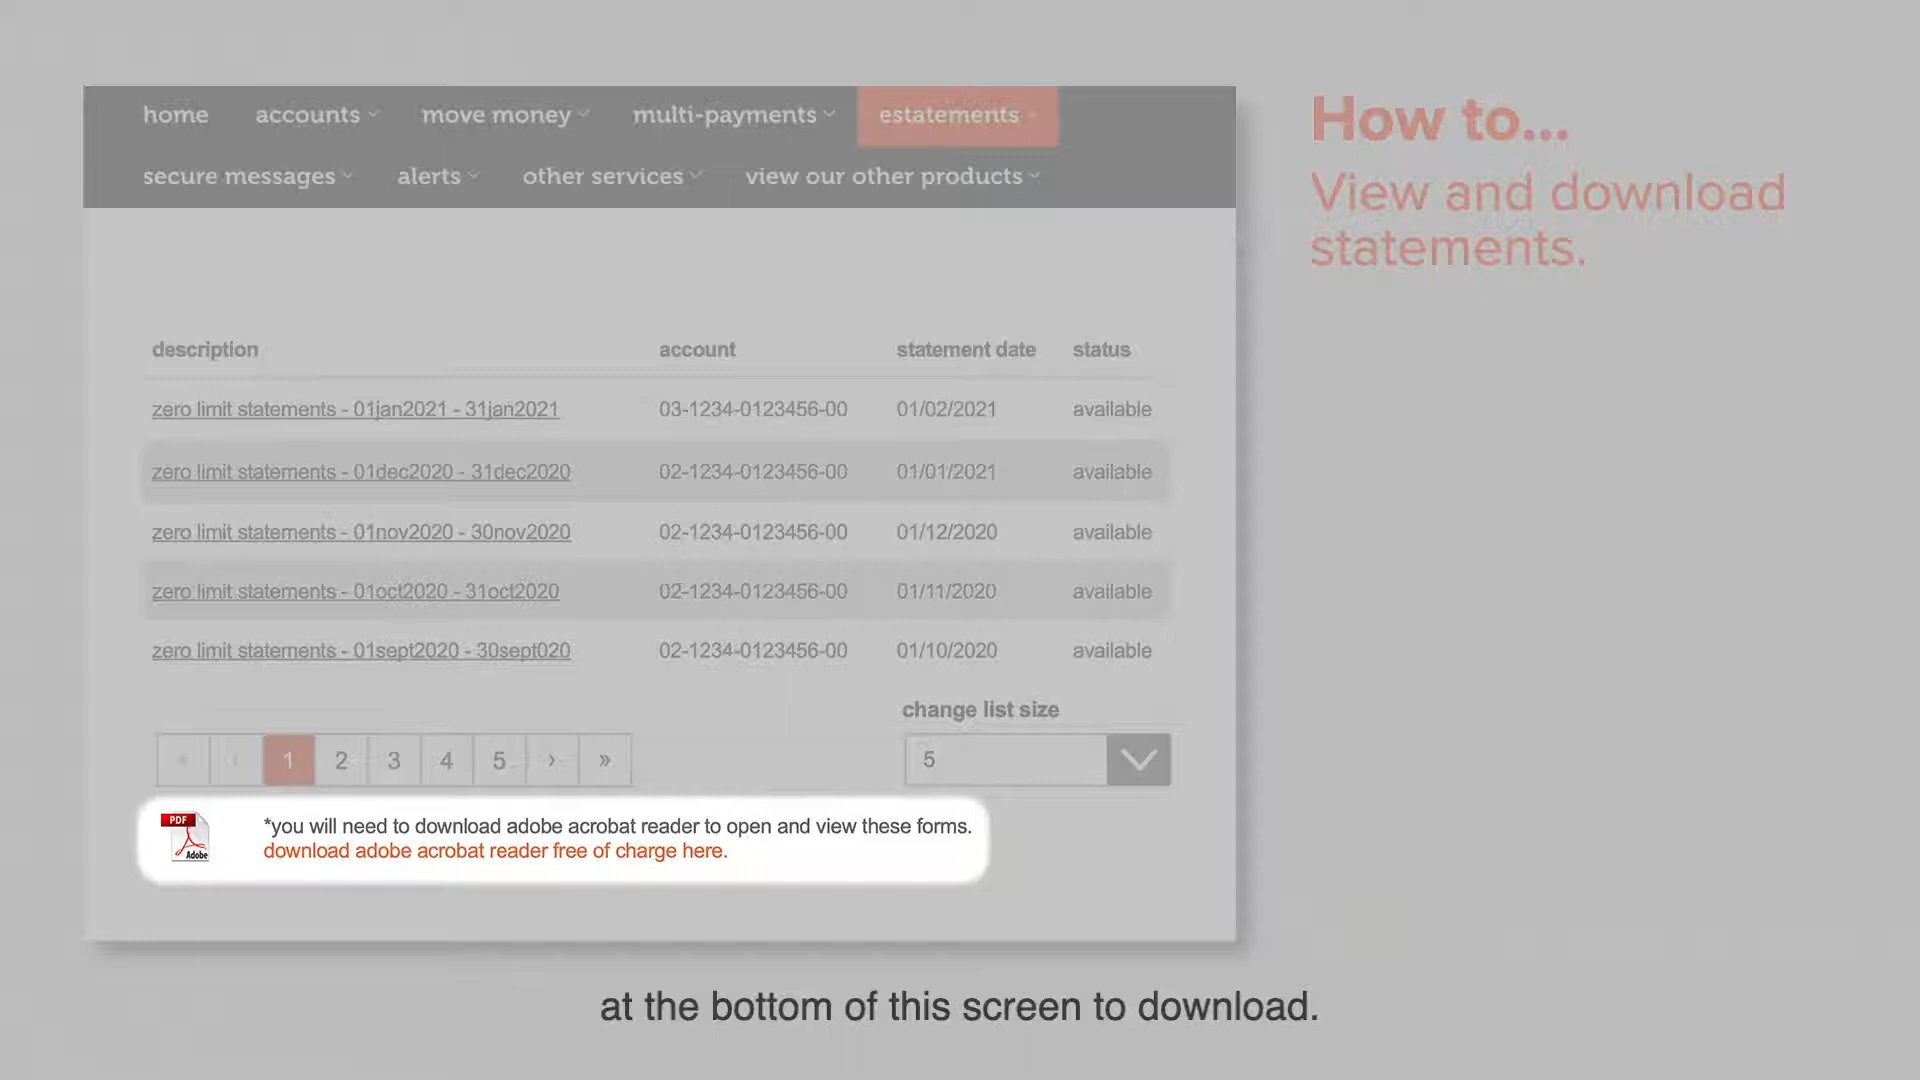 home accounts move money multi-payments estatements
secure messages alerts other services view our other products
How to...
View and download
statements.
description account statement date status
zero limit statements - 01jan2021 - 31jan2021 03-1234-0123456-00 01/02/2021 available
zero limit statements - 01dec2020 - 31dec2020 02-1234-0123456-00 01/01/2021 available
zero limit statements - 01nov2020 - 30nov2020 02-1234-0123456-00 01/12/2020 available
zero limit statements - 01oct2020 - 31oct2020 02-1234-0123456-00 01/11/2020 available
zero limit statements - 01sept2020 - 30sept020 02-1234-0123456-00 01/10/2020 available
change list size
« ‹ 1 2 3 4 5 › » 5
PDF
Adobe
*you will need to download adobe acrobat reader to open and view these forms.
download adobe acrobat reader free of charge here.
at the bottom of this screen to download.